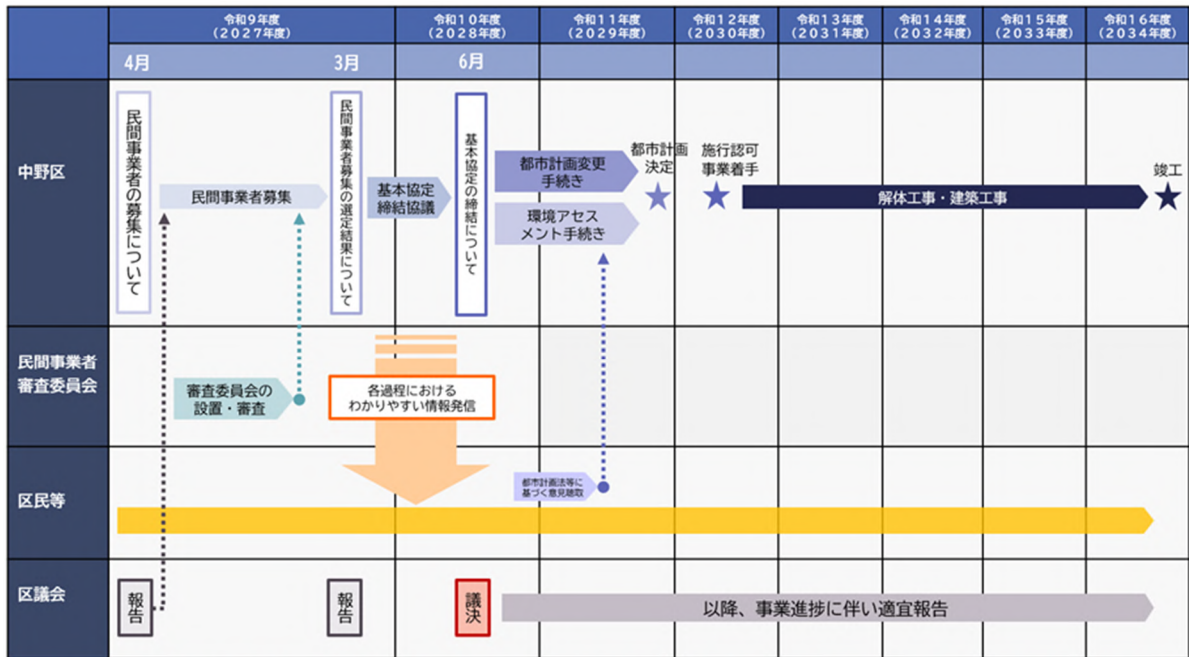 令和9年度
(2027年度)
令和10年度
(2028年度)
令和11年度
(2029年度)
令和12年度
(2030年度)
令和13年度
(2031年度)
令和14年度
(2032年度)
令和15年度
(2033年度)
令和16年度
(2034年度)
4月
3月
6月
中野区
民間事業者の募集について
民間事業者募集
民間事業者募集の選定結果について
基本協定
締結協議
基本協定の締結について
都市計画変更
手続き
環境アセス
メント手続き
都市計画
決定
施行認可
事業着手
解体工事・建築工事
竣工
民間事業者
審査委員会
審査委員会の
設置・審査
各過程における
わかりやすい情報発信
区民等
都市計画法等に
基づく意見聴取
区議会
報告
報告
議決
以降、事業進捗に伴い適宜報告